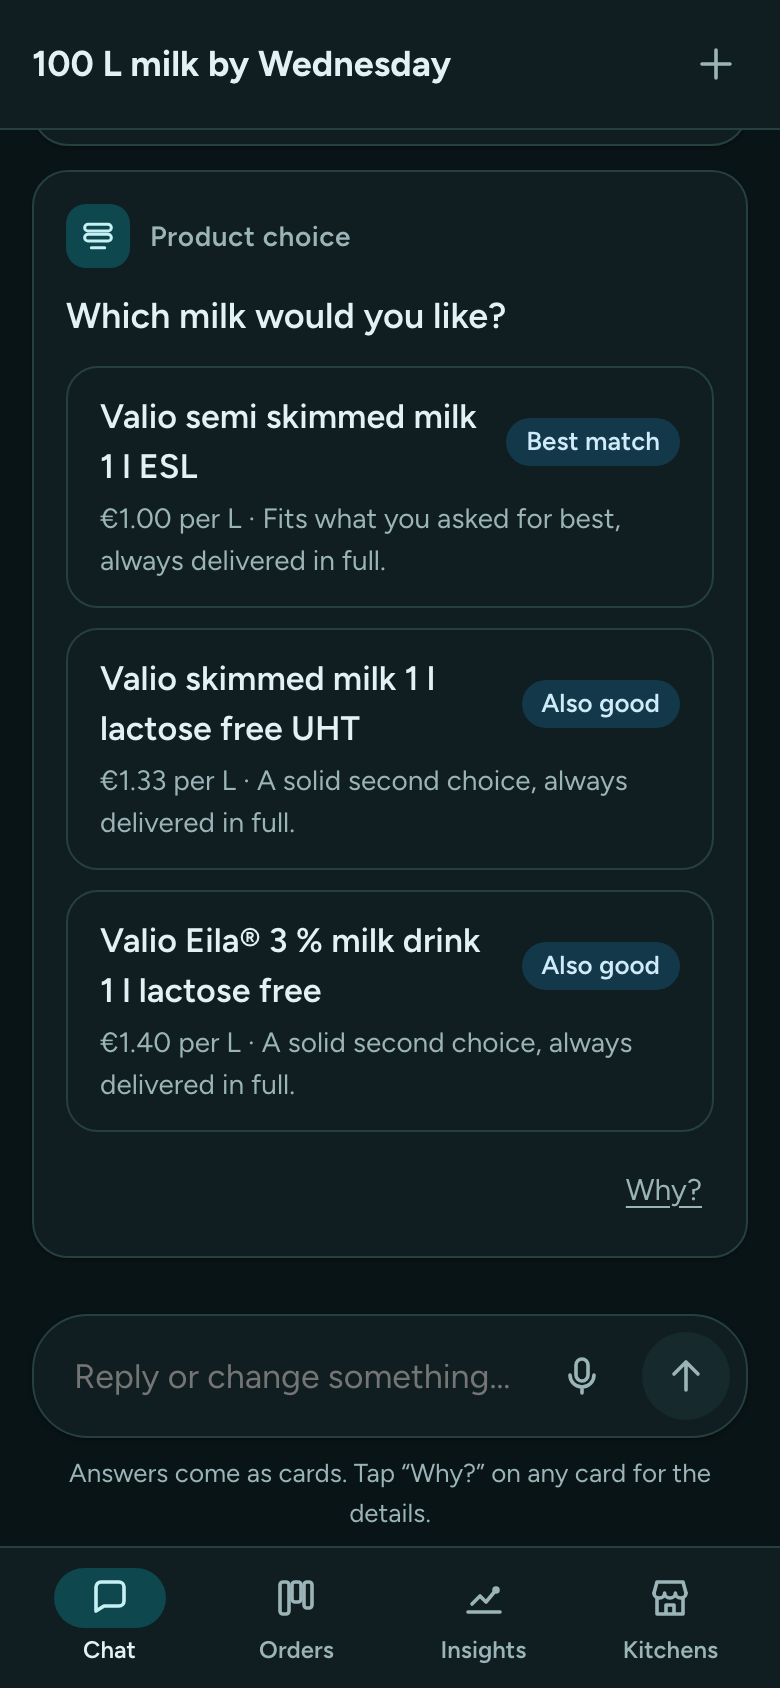 100 L milk by Wednesday
Product choice
Which milk would you like?
Valio semi skimmed milk
1 l ESL
Best match
€1.00 per L · Fits what you asked for best,
always delivered in full.
Valio skimmed milk 1 l
lactose free UHT
Also good
€1.33 per L · A solid second choice, always
delivered in full.
Valio Eila® 3 % milk drink
1 l lactose free
Also good
€1.40 per L · A solid second choice, always
delivered in full.
Why?
Reply or change something...
Answers come as cards. Tap “Why?” on any card for the
details.
Chat
Orders
Insights
Kitchens